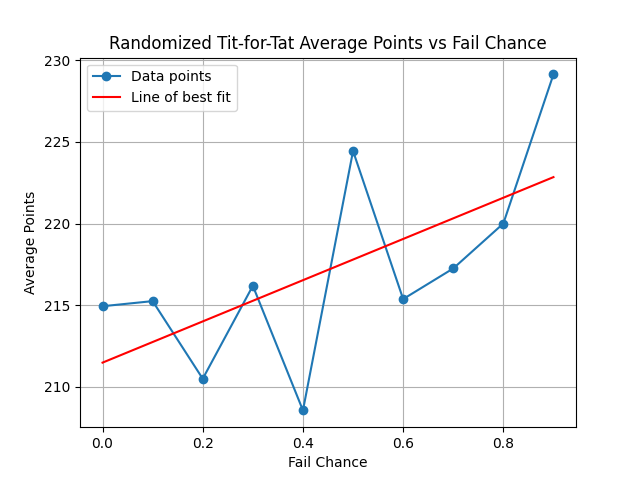 Randomized Tit-for-Tat Average Points vs Fail Chance
Data points
Line of best fit
230
225
220
215
210
Average Points
0.0 0.2 0.4 0.6 0.8
Fail Chance